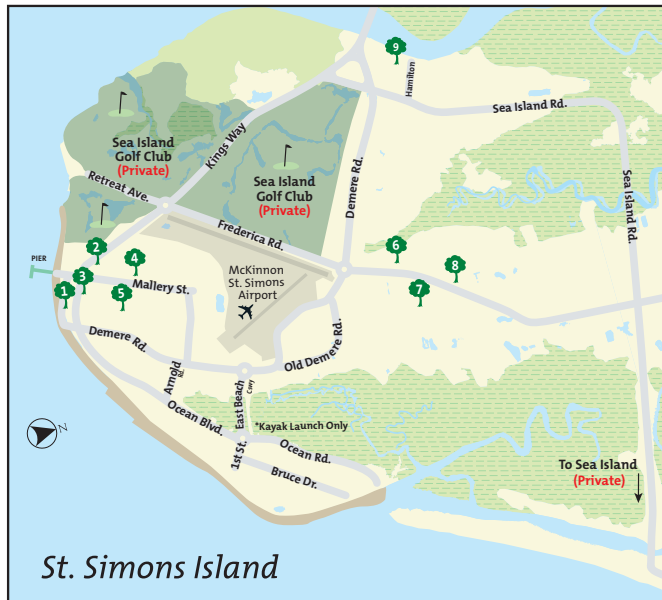 9
Hamilton
Sea Island Rd.
Sea Island
Golf Club
(Private)
Kings Way
Sea Island
Golf Club
(Private)
Demere Rd.
Sea Island Rd.
Retreat Ave.
Frederica Rd.
PIER
2
4
3
1
5
Mallery St.
McKinnon
St. Simons
Airport
6
8
7
Demere Rd.
Old Demere Rd.
Arnold
Rd.
East Beach
Cswy
Ocean Blvd.
*Kayak Launch Only
N
1st St.
Ocean Rd.
Bruce Dr.
To Sea Island
(Private)
St. Simons Island